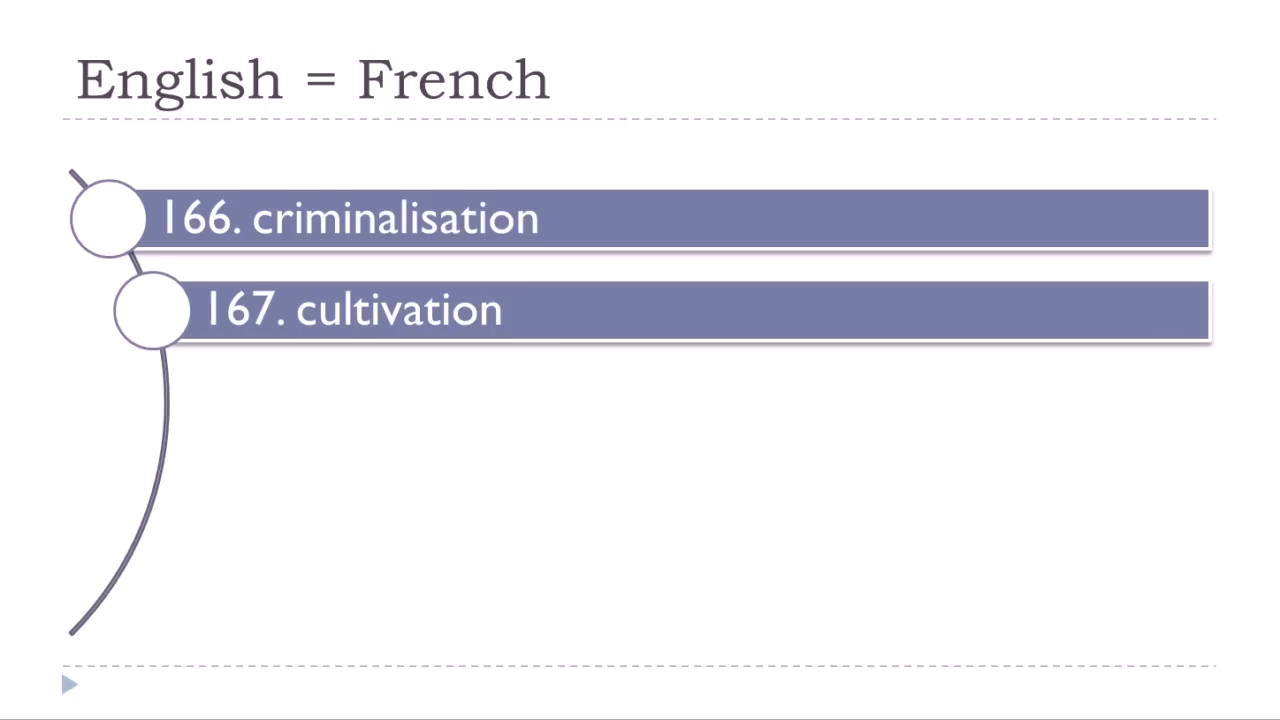 English = French
166. criminalisation
167. cultivation